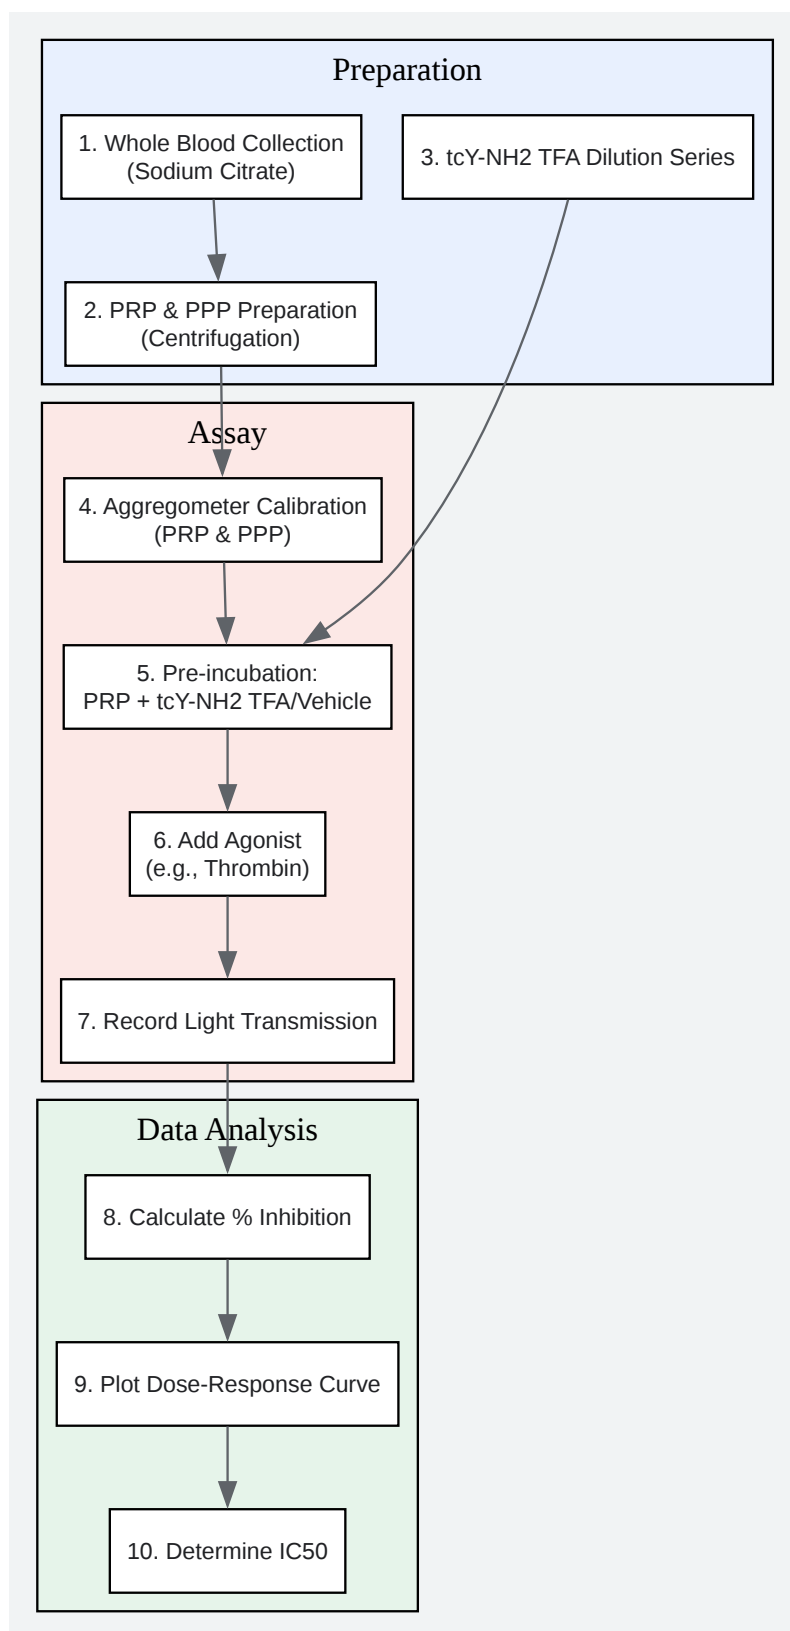 Preparation
1. Whole Blood Collection
(Sodium Citrate)
3. tcY-NH2 TFA Dilution Series
2. PRP & PPP Preparation
(Centrifugation)
Assay
4. Aggregometer Calibration
(PRP & PPP)
5. Pre-incubation:
PRP + tcY-NH2 TFA/Vehicle
6. Add Agonist
(e.g., Thrombin)
7. Record Light Transmission
Data Analysis
8. Calculate % Inhibition
9. Plot Dose-Response Curve
10. Determine IC50